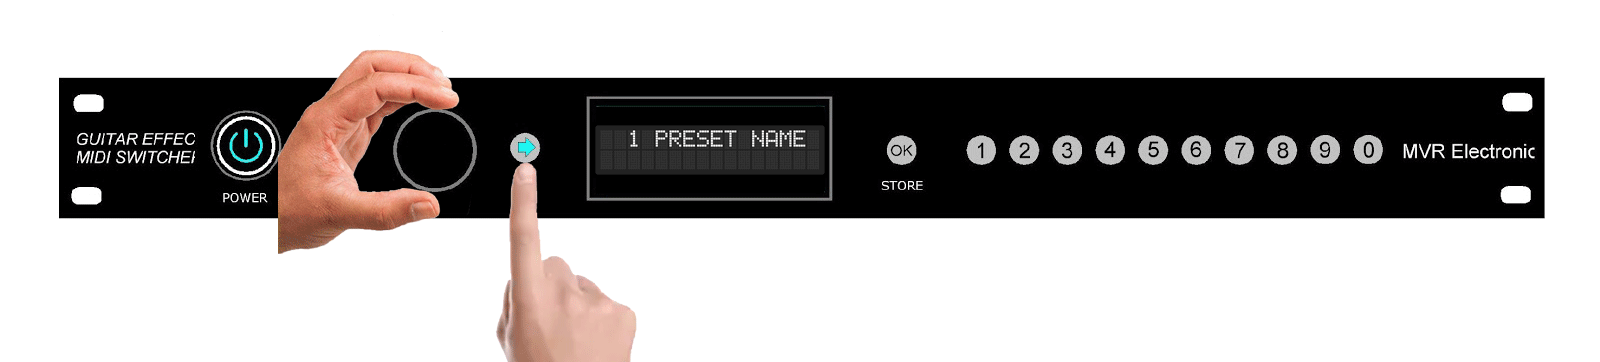 GUITAR EFFEC
MIDI SWITCHER
POWER
1 PRESET NAME
OK
STORE
1 2 3 4 5 6 7 8 9 0
MVR Electronic